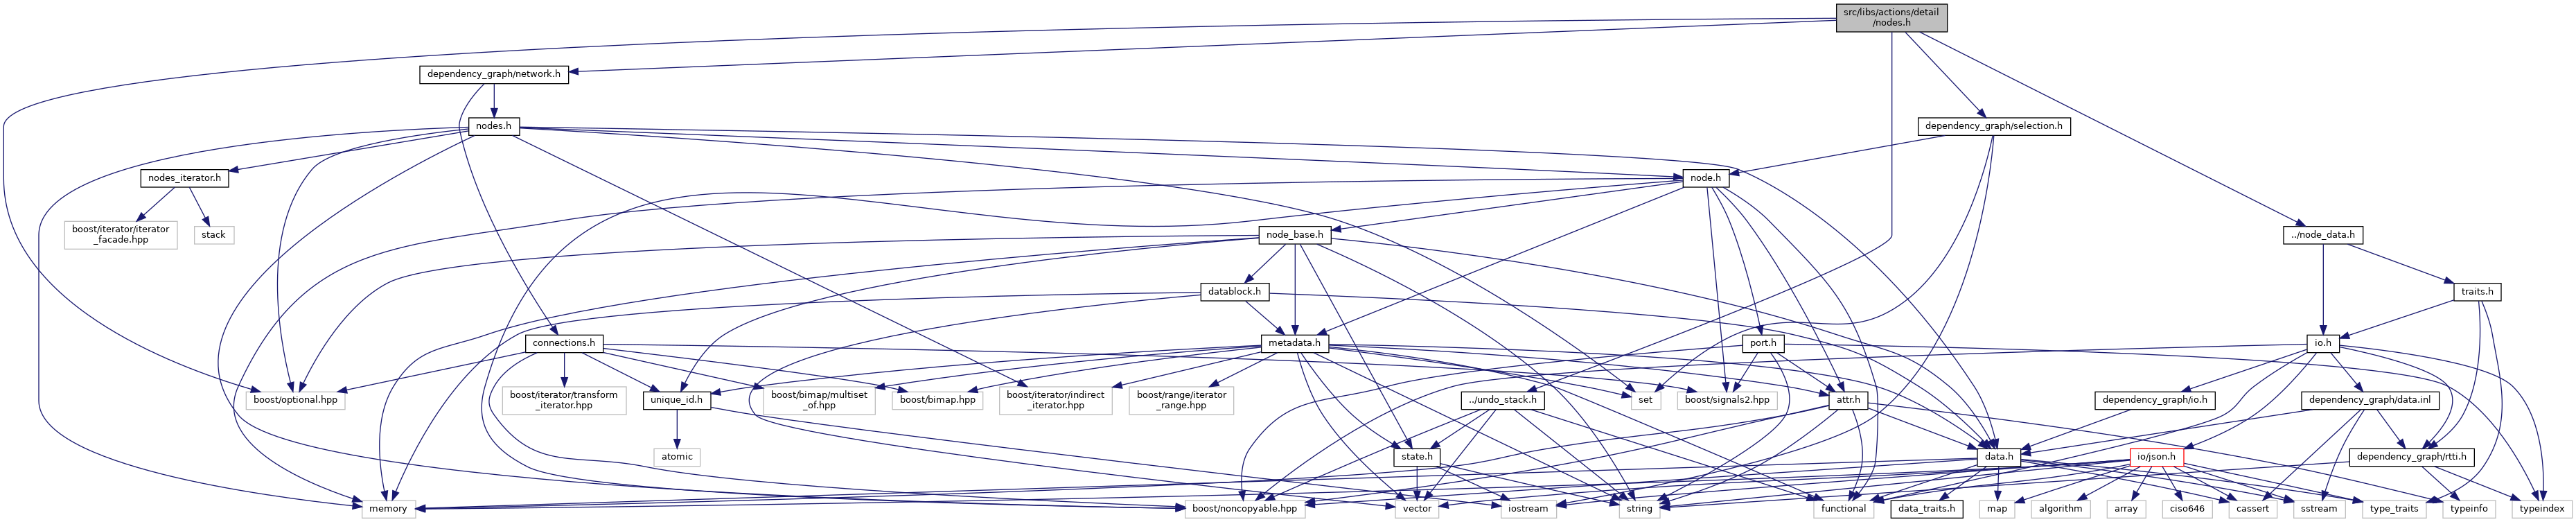 src/libs/actions/detail
/nodes.h
dependency_graph/network.h
nodes.h
dependency_graph/selection.h
nodes_iterator.h
node.h
boost/iterator/iterator
_facade.hpp
stack
node_base.h
../node_data.h
datablock.h
traits.h
connections.h
metadata.h
port.h
io.h
boost/optional.hpp
boost/iterator/transform
_iterator.hpp
unique_id.h
boost/bimap/multiset
_of.hpp
boost/bimap.hpp
boost/iterator/indirect
_iterator.hpp
boost/range/iterator
_range.hpp
../undo_stack.h
set
boost/signals2.hpp
attr.h
dependency_graph/io.h
dependency_graph/data.inl
atomic
state.h
data.h
io/json.h
dependency_graph/rtti.h
memory
boost/noncopyable.hpp
vector
iostream
string
functional
data_traits.h
map
algorithm
array
ciso646
cassert
sstream
type_traits
typeinfo
typeindex